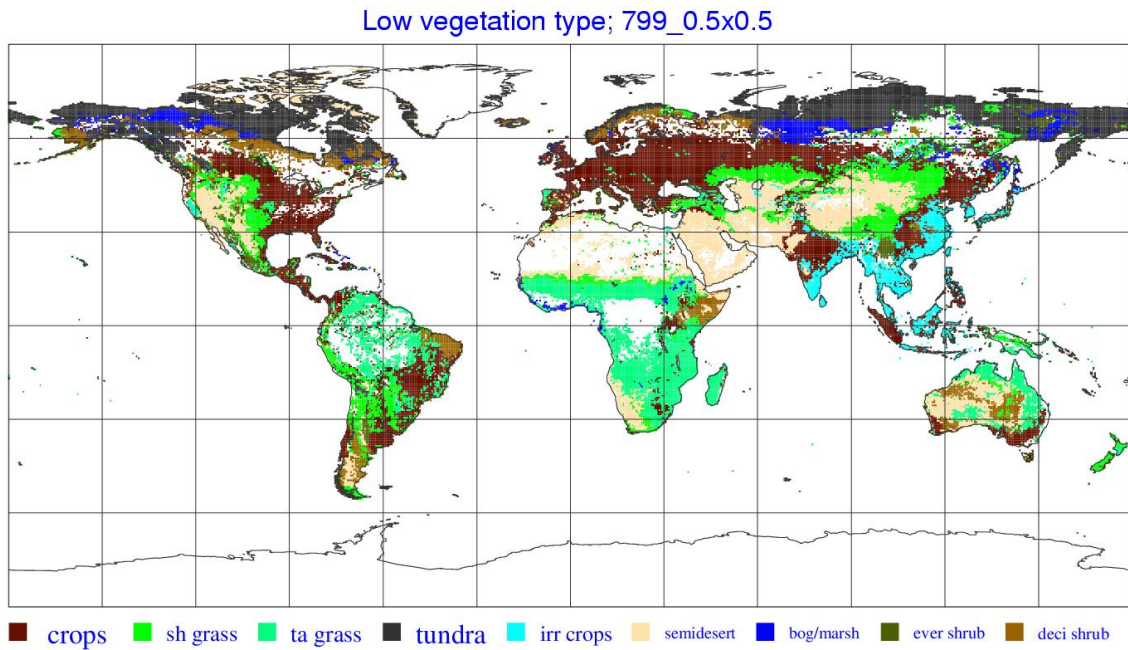 Low vegetation type; 799_0.5x0.5
crops sh grass ta grass tundra irr crops semidesert bog/marsh ever shrub deci shrub